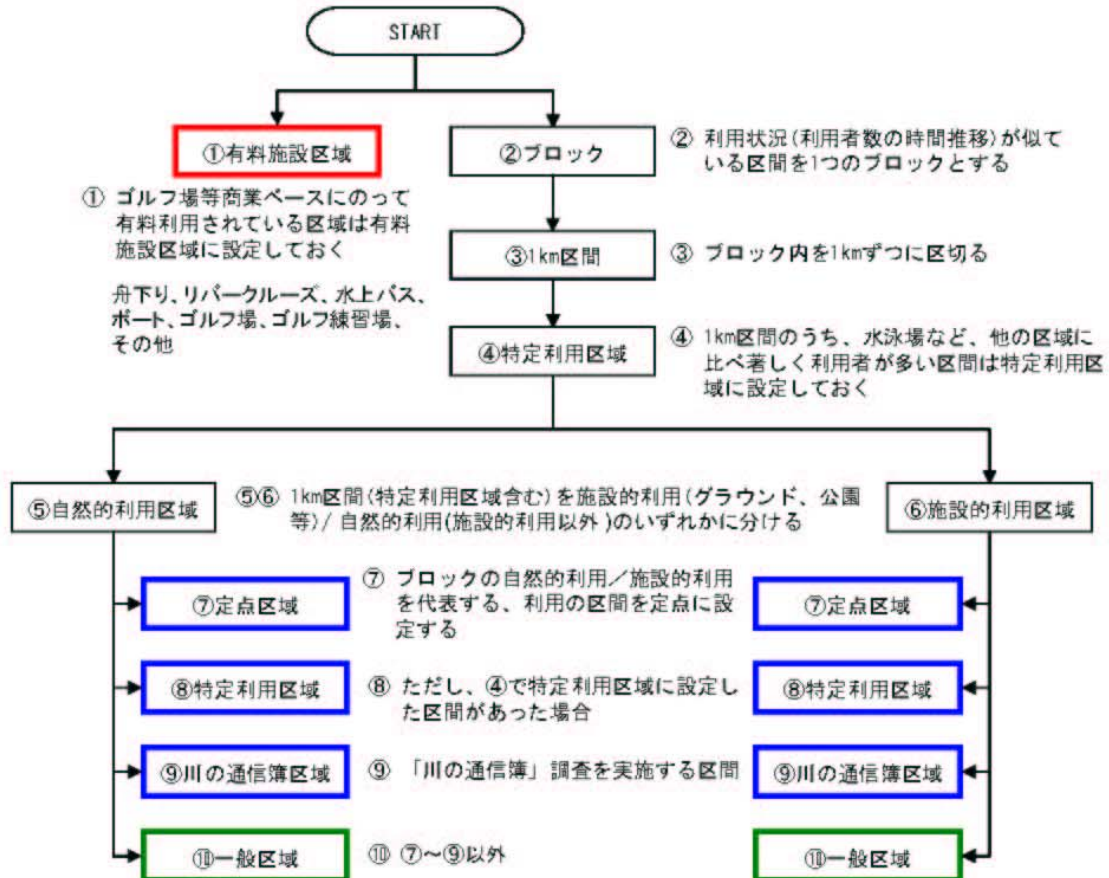 START
①有料施設区域
②ブロック
② 利用状況(利用者数の時間推移)が似て
いる区間を1つのブロックとする
① ゴルフ場等商業ベースにのって
有料利用されている区域は有料
施設区域に設定しておく
舟下り、リバークルーズ、水上バス、
ボート、ゴルフ場、ゴルフ練習場、
その他
③1km区間
③ ブロック内を1kmずつに区切る
④特定利用区域
④ 1km区間のうち、水泳場など、他の区域に
比べ著しく利用者が多い区間は特定利用区
域に設定しておく
⑤自然的利用区域
⑤⑥ 1km区間(特定利用区域含む)を施設的利用(グラウンド、公園
等)/ 自然的利用(施設的利用以外)のいずれかに分ける
⑥施設的利用区域
⑦定点区域
⑦ ブロックの自然的利用／施設的利用
を代表する、利用の区間を定点に設
定する
⑦定点区域
⑧特定利用区域
⑧ ただし、④で特定利用区域に設定し
た区間があった場合
⑧特定利用区域
⑨川の通信簿区域
⑨ 「川の通信簿」調査を実施する区間
⑨川の通信簿区域
⑩一般区域
⑩ ⑦～⑨以外
⑩一般区域